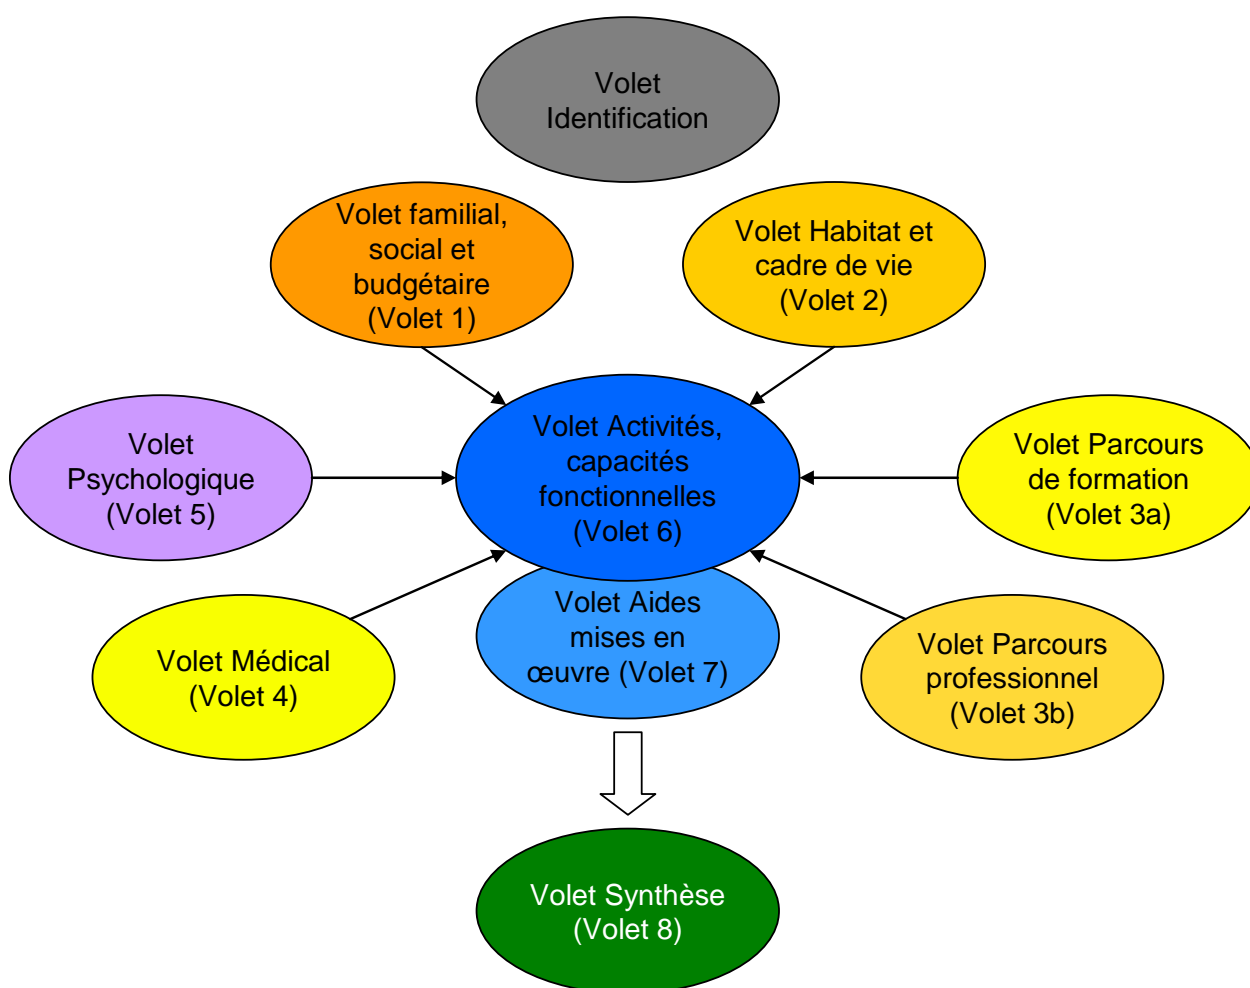 Volet
Identification
Volet familial,
social et
budgétaire
(Volet 1)
Volet Habitat et
cadre de vie
(Volet 2)
Volet
Psychologique
(Volet 5)
Volet Activités,
capacités
fonctionnelles
(Volet 6)
Volet Parcours
de formation
(Volet 3a)
Volet Médical
(Volet 4)
Volet Aides
mises en
œuvre (Volet 7)
Volet Parcours
professionnel
(Volet 3b)
Volet Synthèse
(Volet 8)